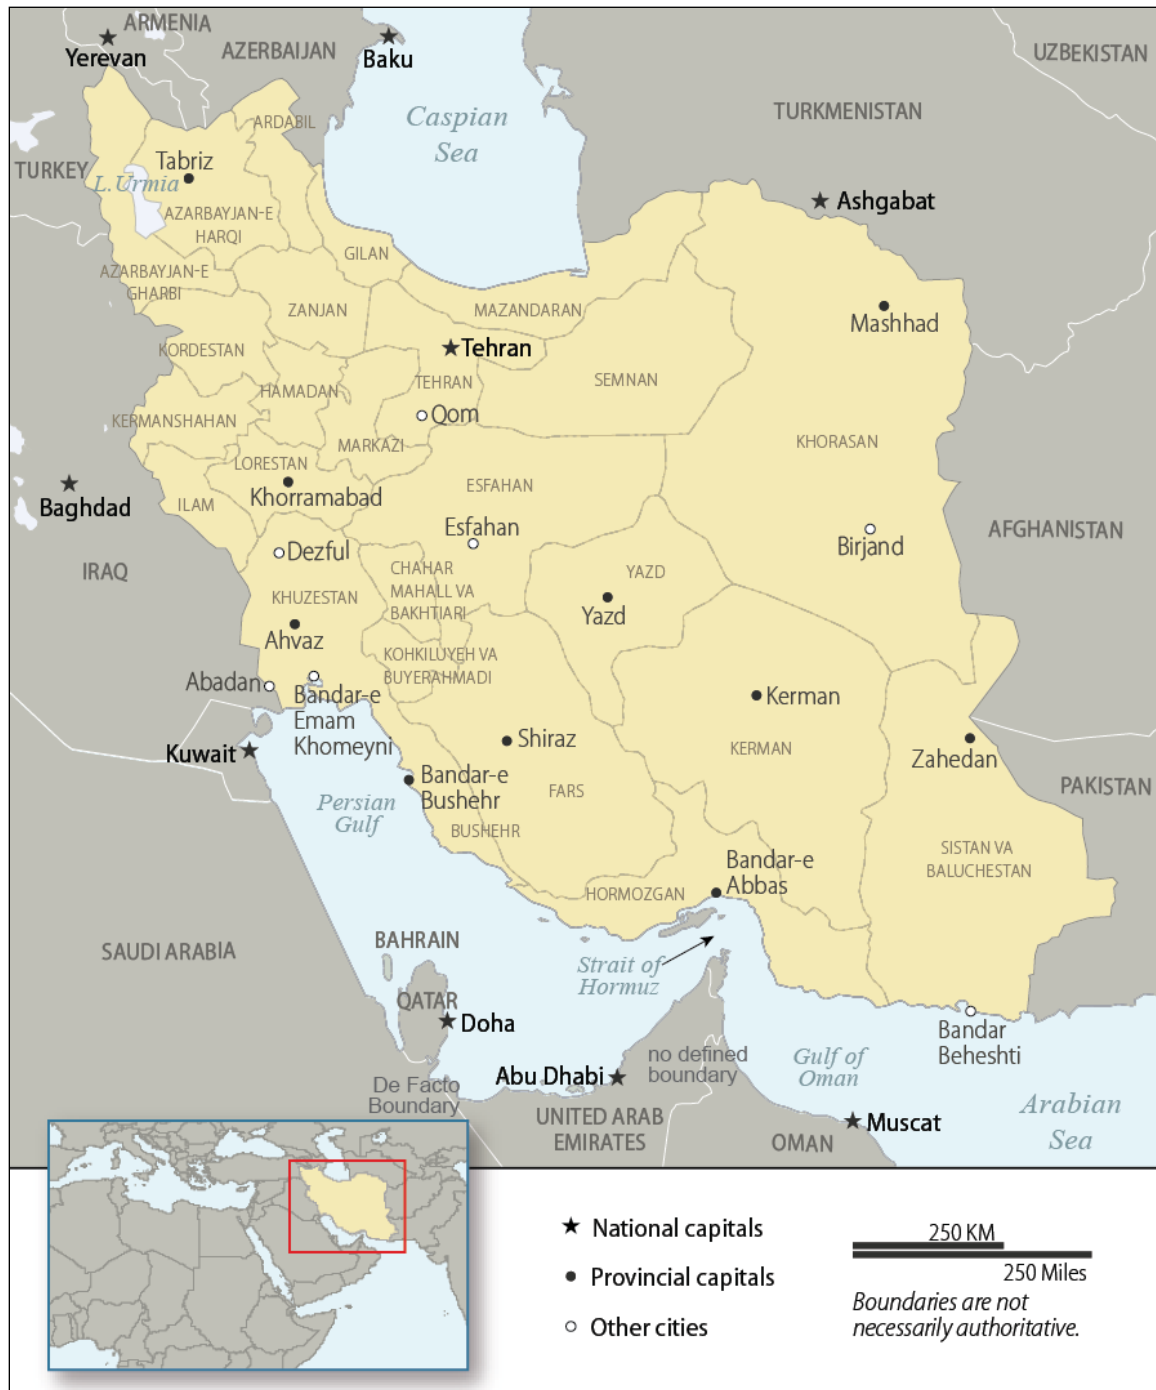 ARMENIA
Yerevan
AZERBAIJAN
Baku
UZBEKISTAN
Caspian
Sea
TURKMENISTAN
ARDABIL
TURKEY
Tabriz
L.Urmia
Ashgabat
AZARBAYJAN-E
HARQI
GILAN
AZARBAYJAN-E
GHARBI
ZANJAN
MAZANDARAN
Mashhad
KORDESTAN
Tehran
HAMADAN
TEHRAN
SEMNAN
KERMANSHAHAN
Qom
MARKAZI
KHORASAN
LORESTAN
Baghdad
ILAM
Khorramabad
ESFAHAN
Esfahan
AFGHANISTAN
Birjand
Dezful
IRAQ
CHAHAR
MAHALL VA
BAKHTIARI
YAZD
KHUZESTAN
Yazd
Ahvaz
KOHKILUYEH VA
BUYERAHMADI
Abadan
Bandar-e
Emam
Khomeyni
Kerman
Kuwait
Shiraz
KERMAN
Zahedan
Bandar-e
Bushehr
FARS
PAKISTAN
Persian
Gulf
BUSHEHR
SISTAN VA
BALUCHESTAN
Bandar-e
Abbas
HORMOZGAN
SAUDI ARABIA
BAHRAIN
Strait of
Hormuz
QATAR
Doha
Bandar
Beheshti
no defined
boundary
Gulf of
Oman
Abu Dhabi
De Facto
Boundary
UNITED ARAB
EMIRATES
OMAN
Muscat
Arabian
Sea
National capitals
Provincial capitals
Other cities
250 KM
250 Miles
Boundaries are not
necessarily authoritative.